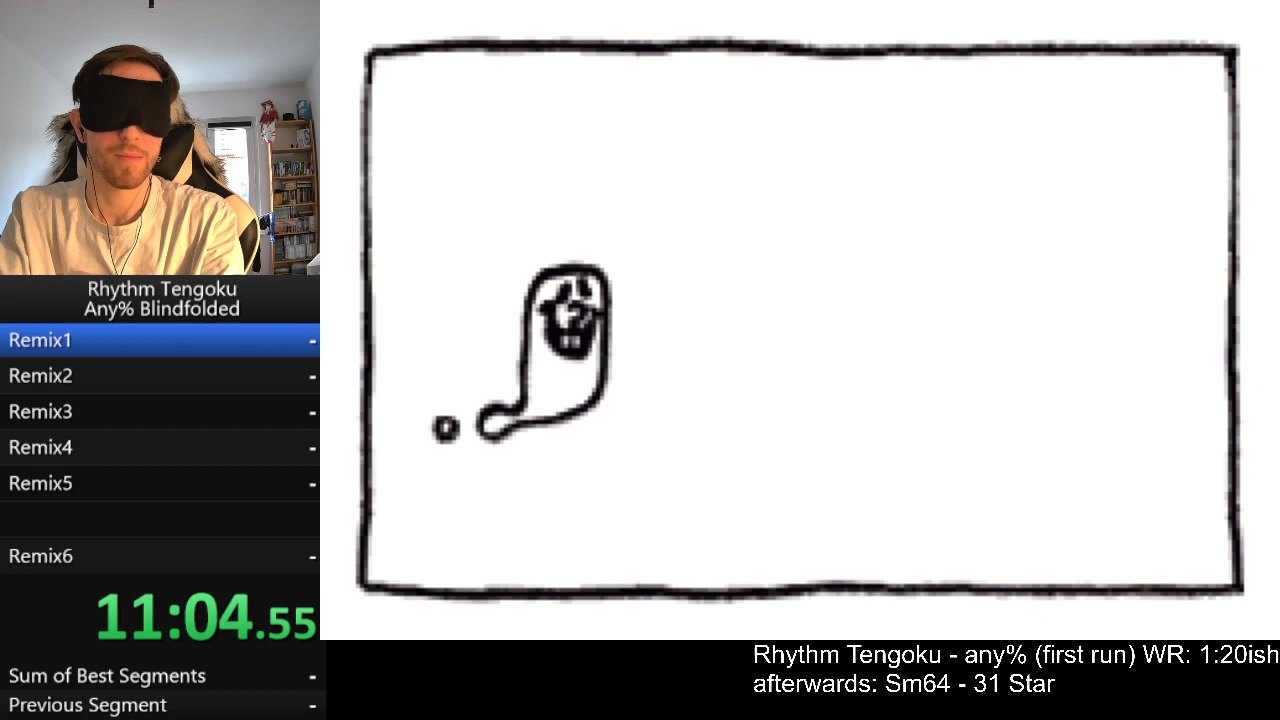 Rhythm Tengoku
Any% Blindfolded
Remix1 -
Remix2 -
Remix3 -
Remix4 -
Remix5 -
Remix6 -
11:04.55
Sum of Best Segments -
Previous Segment -
Rhythm Tengoku - any% (first run) WR: 1:20ish
afterwards: Sm64 - 31 Star